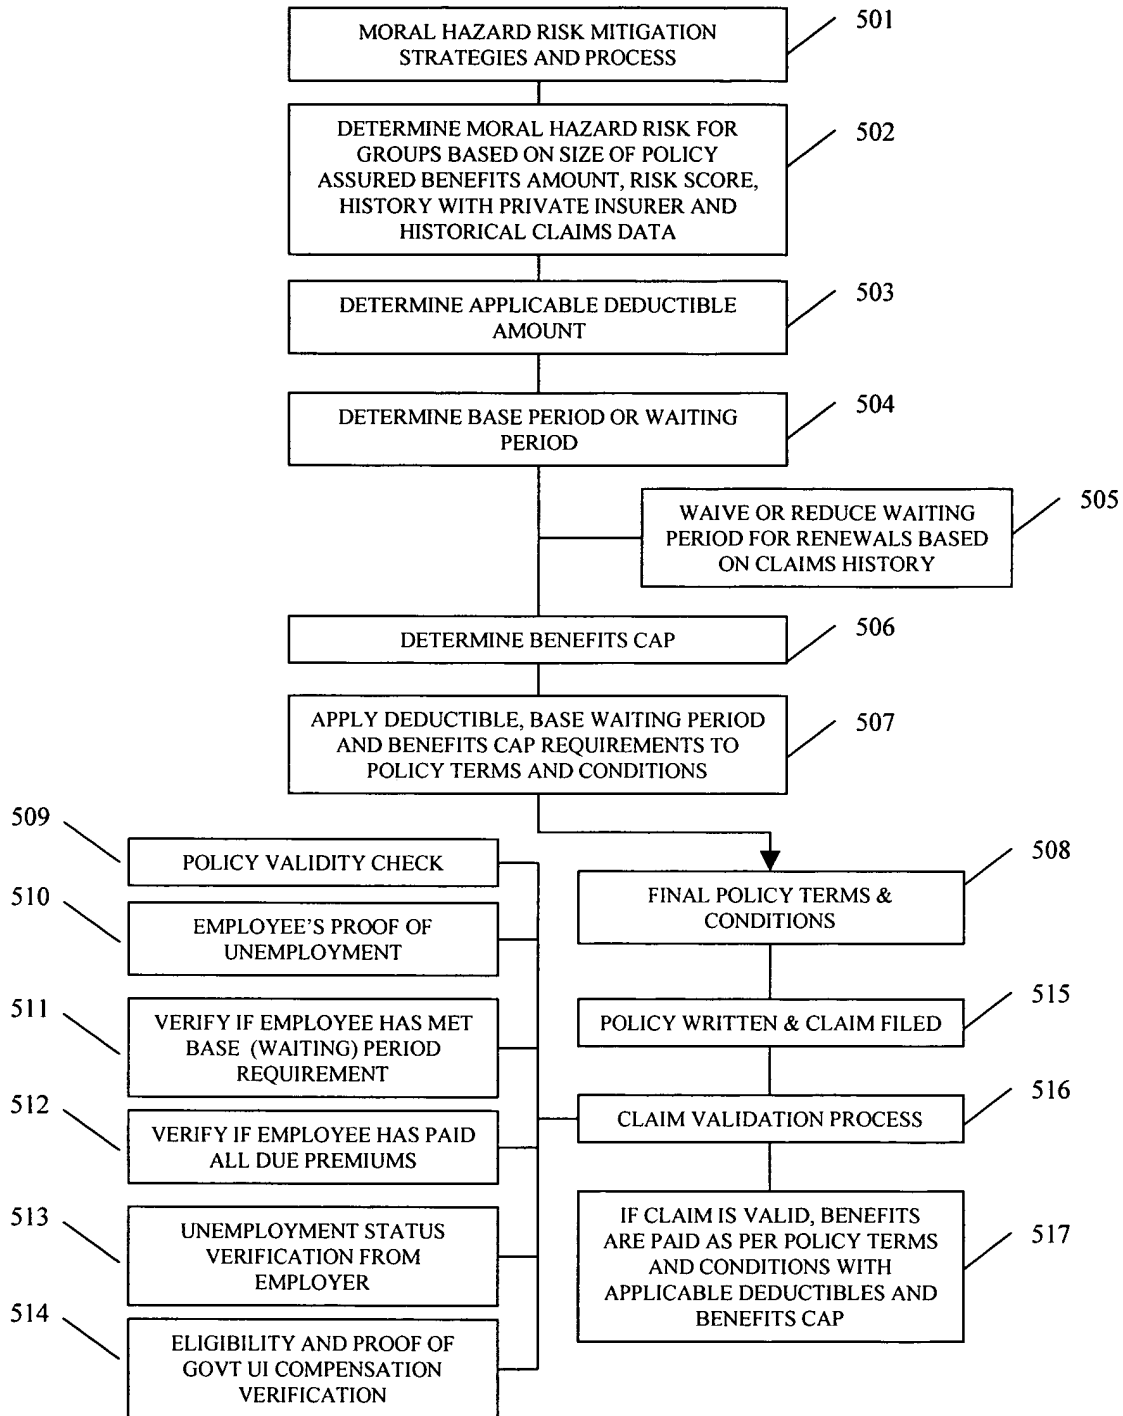 MORAL HAZARD RISK MITIGATION
STRATEGIES AND PROCESS
501
DETERMINE MORAL HAZARD RISK FOR
GROUPS BASED ON SIZE OF POLICY
ASSURED BENEFITS AMOUNT, RISK SCORE,
HISTORY WITH PRIVATE INSURER AND
HISTORICAL CLAIMS DATA
502
DETERMINE APPLICABLE DEDUCTIBLE
AMOUNT
503
DETERMINE BASE PERIOD OR WAITING
PERIOD
504
WAIVE OR REDUCE WAITING
PERIOD FOR RENEWALS BASED
ON CLAIMS HISTORY
505
DETERMINE BENEFITS CAP
506
APPLY DEDUCTIBLE, BASE WAITING PERIOD
AND BENEFITS CAP REQUIREMENTS TO
POLICY TERMS AND CONDITIONS
507
509
POLICY VALIDITY CHECK
510
EMPLOYEE'S PROOF OF
UNEMPLOYMENT
511
VERIFY IF EMPLOYEE HAS MET
BASE (WAITING) PERIOD
REQUIREMENT
512
VERIFY IF EMPLOYEE HAS PAID
ALL DUE PREMIUMS
513
UNEMPLOYMENT STATUS
VERIFICATION FROM
EMPLOYER
514
ELIGIBILITY AND PROOF OF
GOVT UI COMPENSATION
VERIFICATION
FINAL POLICY TERMS &
CONDITIONS
508
POLICY WRITTEN & CLAIM FILED
515
CLAIM VALIDATION PROCESS
516
IF CLAIM IS VALID, BENEFITS
ARE PAID AS PER POLICY TERMS
AND CONDITIONS WITH
APPLICABLE DEDUCTIBLES AND
BENEFITS CAP
517